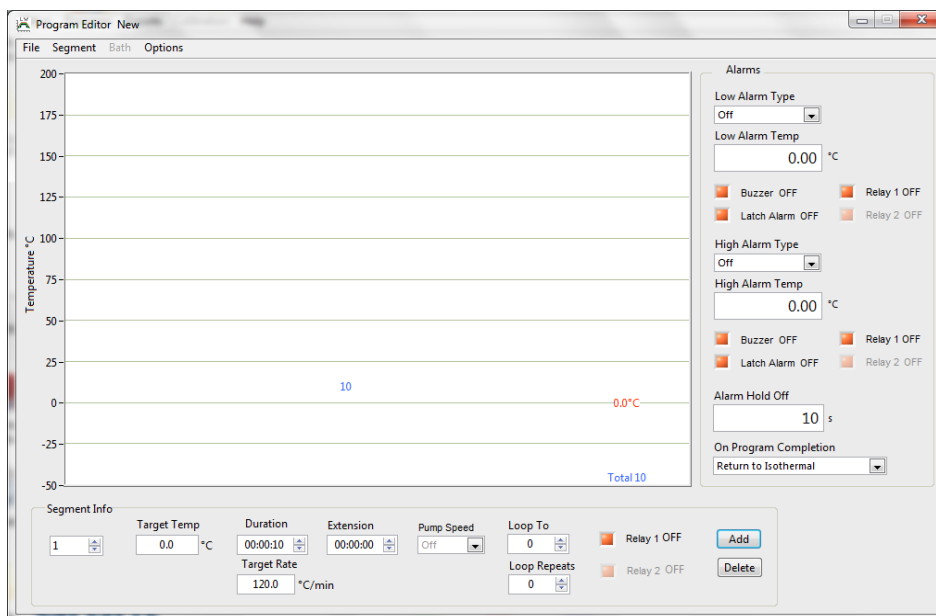 Program Editor New
File Segment Bath Options
Alarms
Low Alarm Type
Off
Low Alarm Temp
0.00 °C
Buzzer OFF Relay 1 OFF
Latch Alarm OFF Relay 2 OFF
High Alarm Type
Off
High Alarm Temp
0.00 °C
Buzzer OFF Relay 1 OFF
Latch Alarm OFF Relay 2 OFF
Alarm Hold Off
10 s
On Program Completion
Return to Isothermal
Temperature °C
200
175
150
125
100
75
50
25
0
-25
-50
10
0.0°C
Total 10
Segment Info
1
Target Temp
0.0 °C
Duration
00:00:10
Target Rate
120.0 °C/min
Extension
00:00:00
Pump Speed
Off
Loop To
0
Loop Repeats
0
Relay 1 OFF
Relay 2 OFF
Add
Delete